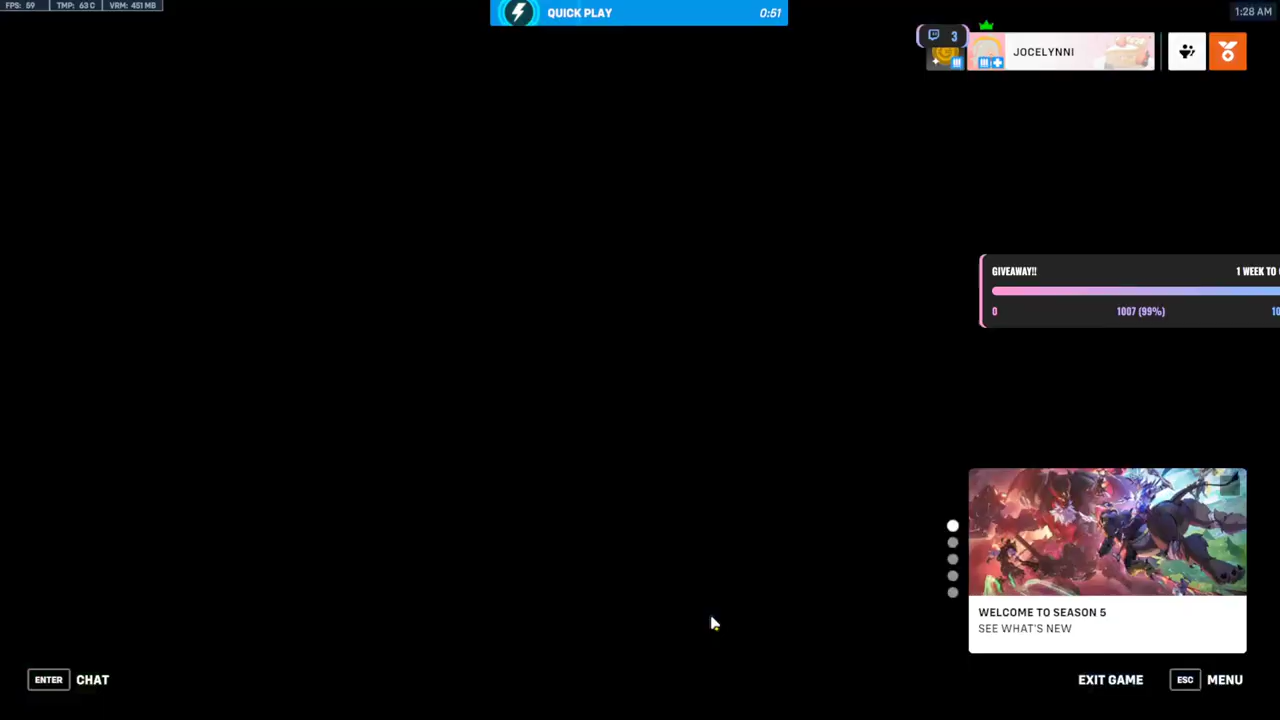 FPS: 59 TMP: 63 C VRM: 451 MB
QUICK PLAY 0:51
1:28 AM
3
JOCELYNNI
GIVEAWAY!! 1 WEEK TO
0 1007 (99%) 10
WELCOME TO SEASON 5
SEE WHAT'S NEW
ENTER CHAT
EXIT GAME ESC MENU